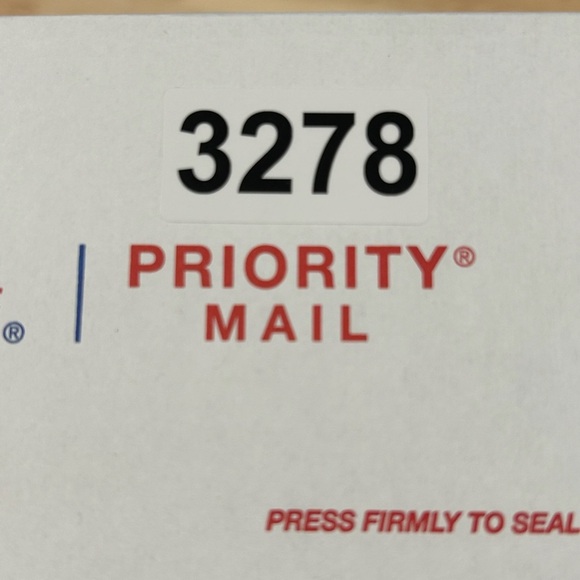 3278
PRIORITY®
MAIL
®
PRESS FIRMLY TO SEAL